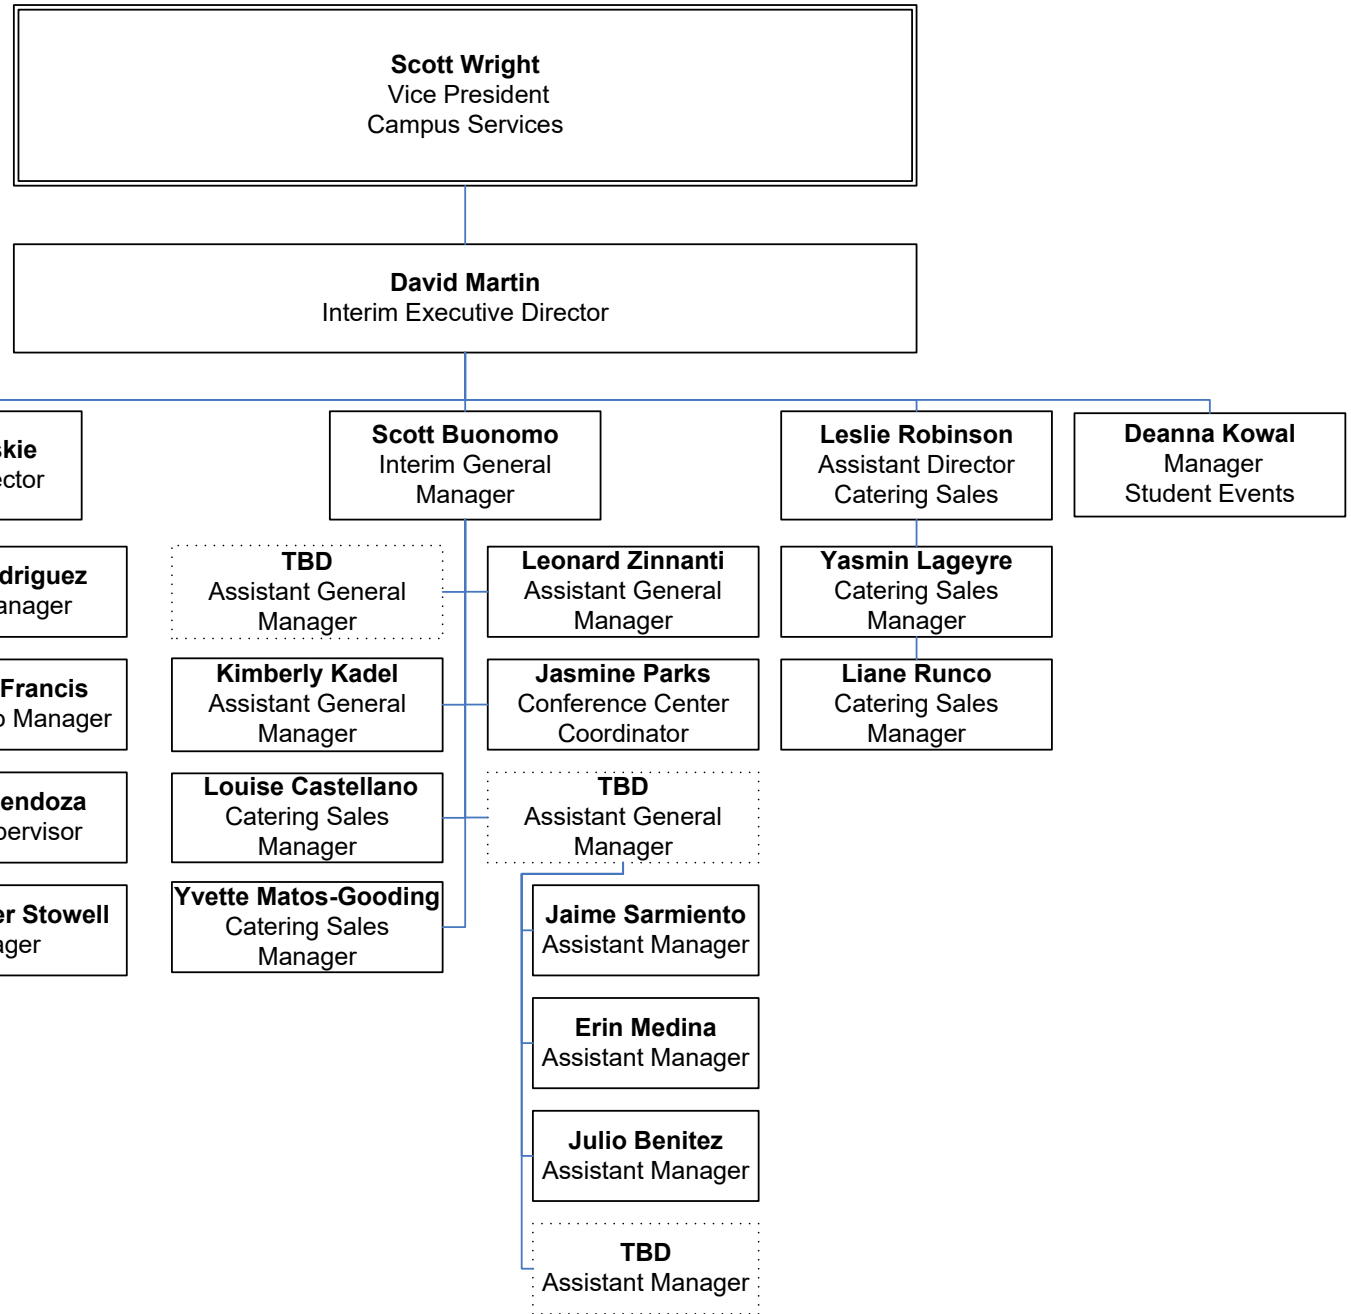 Scott Wright
Vice President
Campus Services
David Martin
Interim Executive Director
Scott Buonomo
Interim General
Manager
Leslie Robinson
Assistant Director
Catering Sales
Deanna Kowal
Manager
Student Events
TBD
Assistant General
Manager
Leonard Zinnanti
Assistant General
Manager
Yasmin Lageyre
Catering Sales
Manager
Francis
Manager
Kimberly Kadel
Assistant General
Manager
Jasmine Parks
Conference Center
Coordinator
Liane Runco
Catering Sales
Manager
Louise Castellano
Catering Sales
Manager
TBD
Assistant General
Manager
Stowell
Yvette Matos-Gooding
Catering Sales
Manager
Jaime Sarmiento
Assistant Manager
Erin Medina
Assistant Manager
Julio Benitez
Assistant Manager
TBD
Assistant Manager